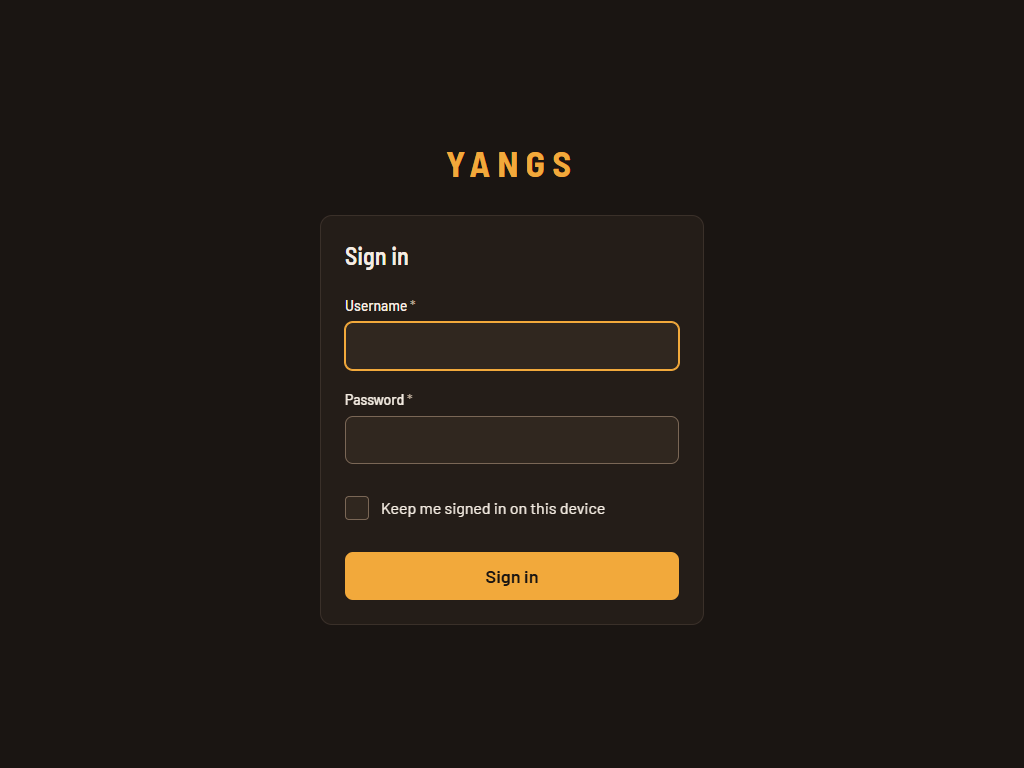 YANGS
Sign in
Username *
Password *
Keep me signed in on this device
Sign in